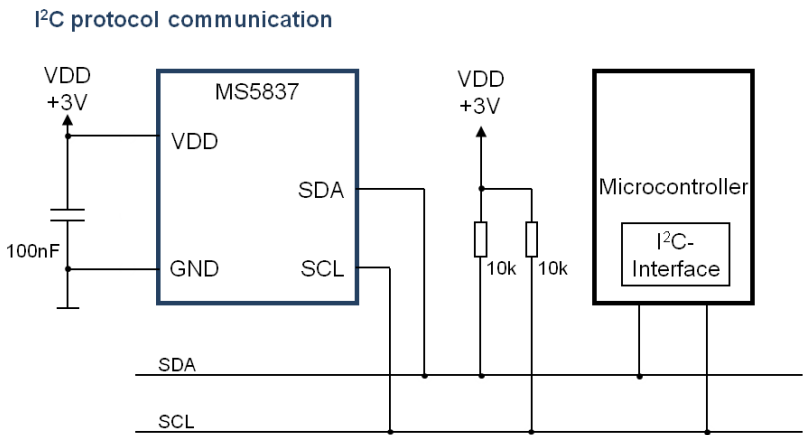 I²C protocol communication
VDD
+3V
MS5837
VDD
SDA
100nF
GND
SCL
VDD
+3V
10k
10k
Microcontroller
I²C-
Interface
SDA
SCL